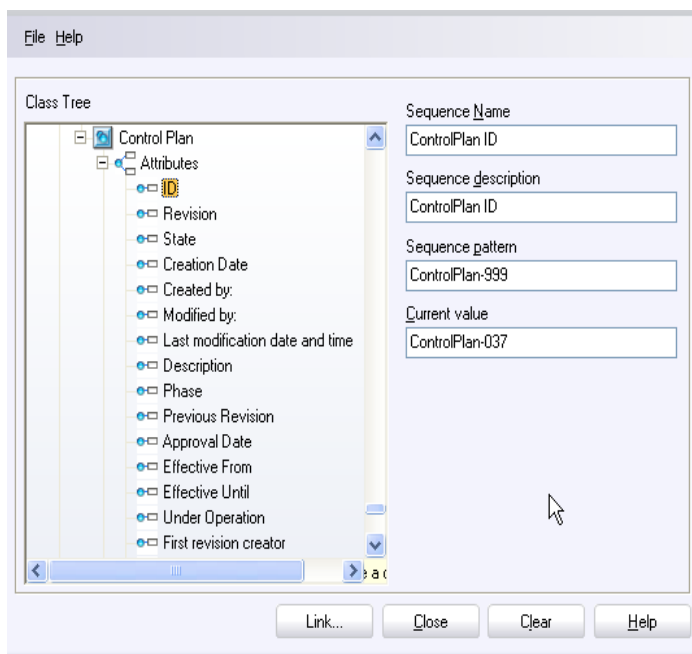 File Help
Class Tree
Control Plan
Attributes
ID
Revision
State
Creation Date
Created by:
Modified by:
Last modification date and time
Description
Phase
Previous Revision
Approval Date
Effective From
Effective Until
Under Operation
First revision creator
Sequence Name
ControlPlan ID
Sequence description
ControlPlan ID
Sequence pattern
ControlPlan-999
Current value
ControlPlan-037
Link... Close Clear Help